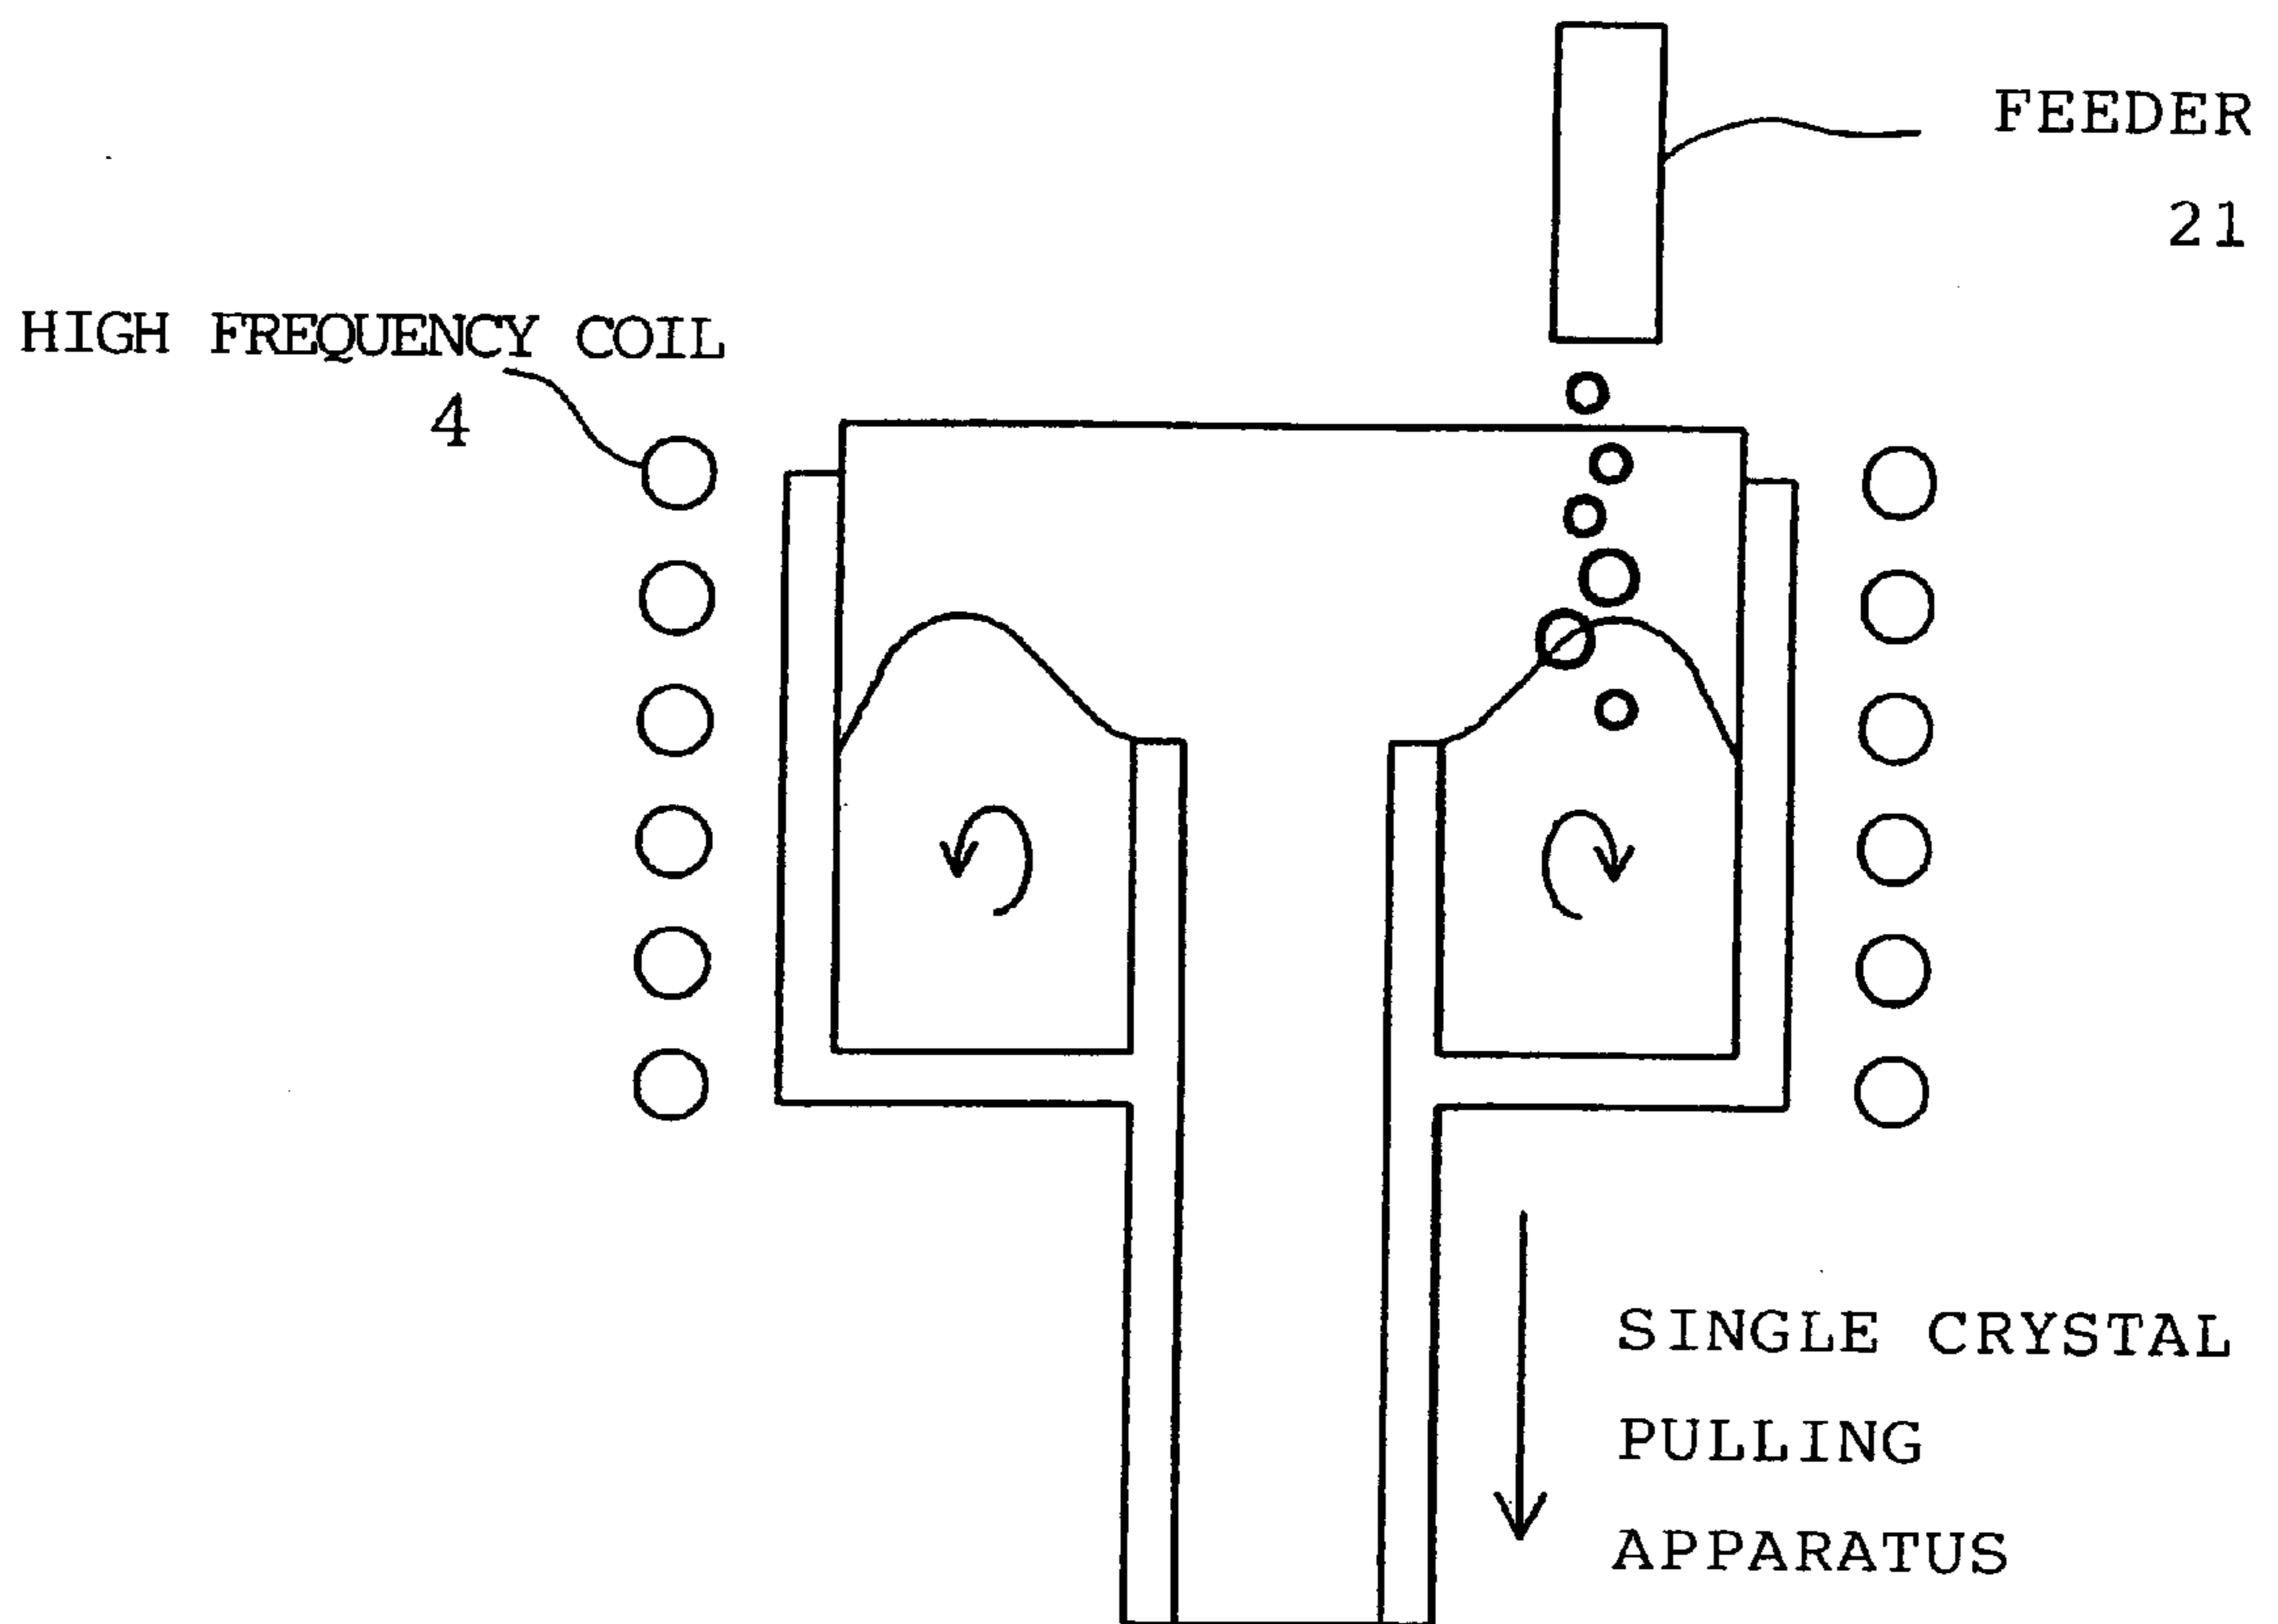 FEEDER
21
HIGH FREQUENCY COIL
4
SINGLE CRYSTAL
PULLING
APPARATUS